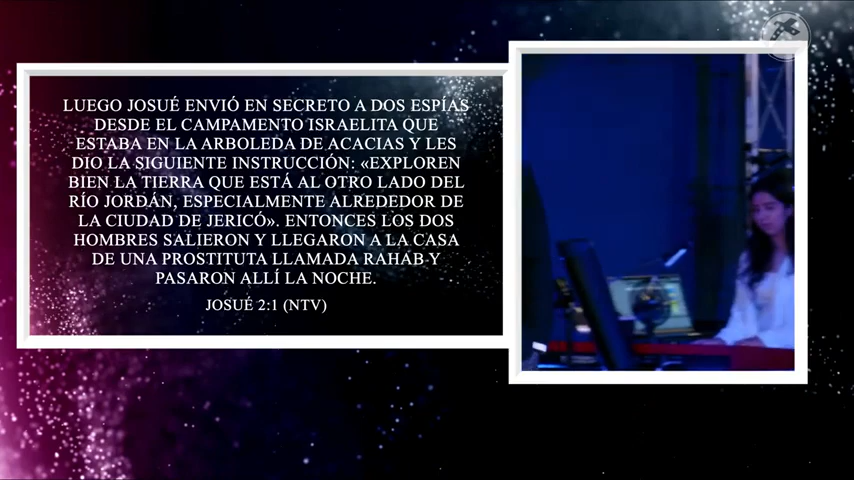 LUEGO JOSUÉ ENVIÓ EN SECRETO A DOS ESPÍAS
DESDE EL CAMPAMENTO ISRAELITA QUE
ESTABA EN LA ARBOLEDA DE ACACIAS Y LES
DIO LA SIGUIENTE INSTRUCCIÓN: «EXPLOREN
BIEN LA TIERRA QUE ESTÁ AL OTRO LADO DEL
RÍO JORDÁN, ESPECIALMENTE ALREDEDOR DE
LA CIUDAD DE JERICÓ». ENTONCES LOS DOS
HOMBRES SALIERON Y LLEGARON A LA CASA
DE UNA PROSTITUTA LLAMADA RAHAB Y
PASARON ALLÍ LA NOCHE.
JOSUÉ 2:1 (NTV)